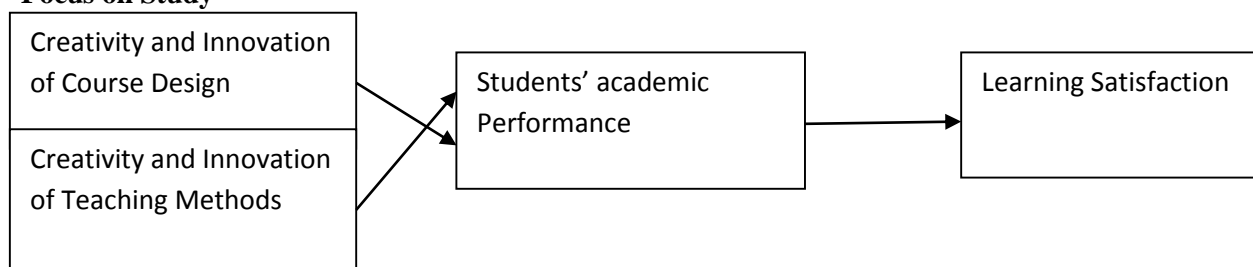 Focus on Study
Creativity and Innovation
of Course Design
Creativity and Innovation
of Teaching Methods
Students' academic
Performance
Learning Satisfaction